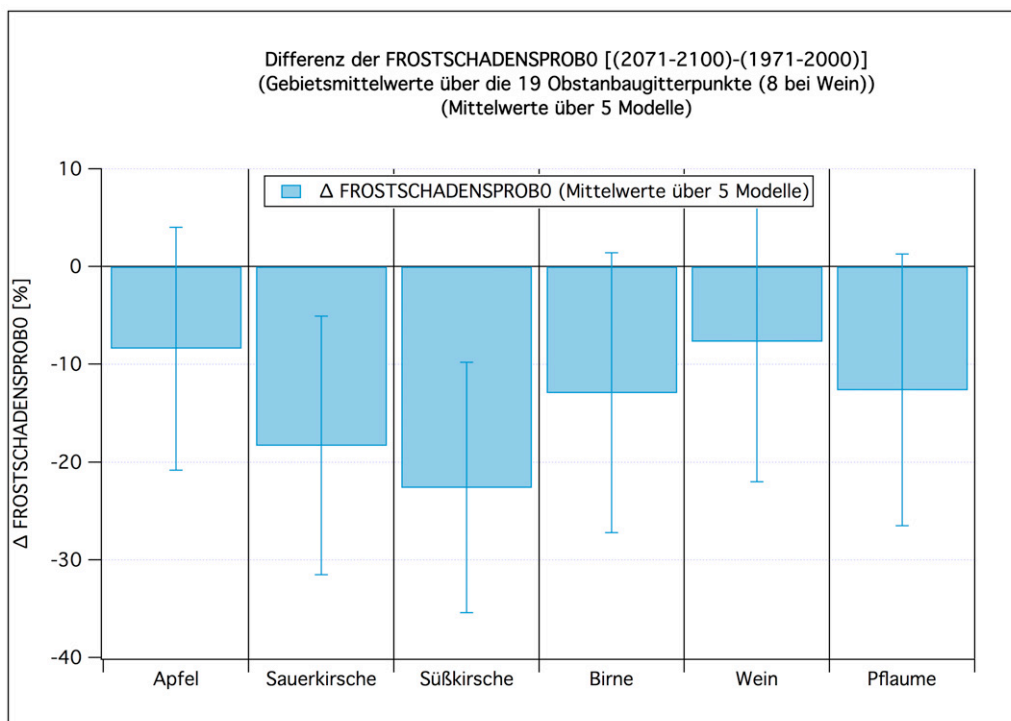 Differenz der FROSTSCHADENSPROB0 [(2071-2100)-(1971-2000)]
(Gebietsmittelwerte über die 19 Obstanbaugitterpunkte (8 bei Wein))
(Mittelwerte über 5 Modelle)
Δ FROSTSCHADENSPROB0 (Mittelwerte über 5 Modelle)
Δ FROSTSCHADENSPROB0 [%]
10
0
-10
-20
-30
-40
Apfel Sauerkirsche Süßkirsche Birne Wein Pflaume